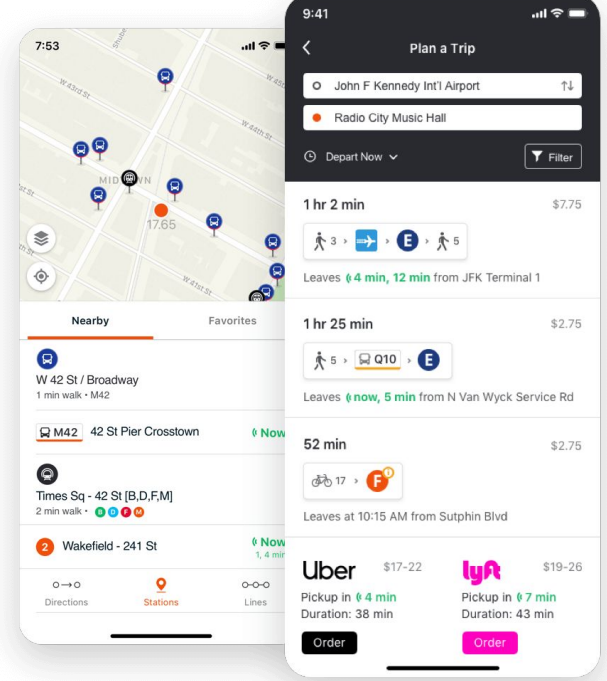 7:53
Shube
W 43rd St
W 45t
W 44th St
MIDTOWN
17.65
W 41st St
Nearby
Favorites
W 42 St / Broadway
1 min walk • M42
M42
42 St Pier Crosstown
Now
Times Sq - 42 St [B,D,F,M]
2 min walk •
B D F M
2
Wakefield - 241 St
Now
1, 4 min
Directions
Stations
Lines
9:41
Plan a Trip
John F Kennedy Int'l Airport
Radio City Music Hall
Depart Now
Filter
1 hr 2 min
$7.75
3 › › E › 5
Leaves 4 min, 12 min from JFK Terminal 1
1 hr 25 min
$2.75
5 › Q10 › E
Leaves now, 5 min from N Van Wyck Service Rd
52 min
$2.75
17 › F i
Leaves at 10:15 AM from Sutphin Blvd
Uber
$17-22
Pickup in 4 min
Duration: 38 min
Order
lyft
$19-26
Pickup in 7 min
Duration: 43 min
Order